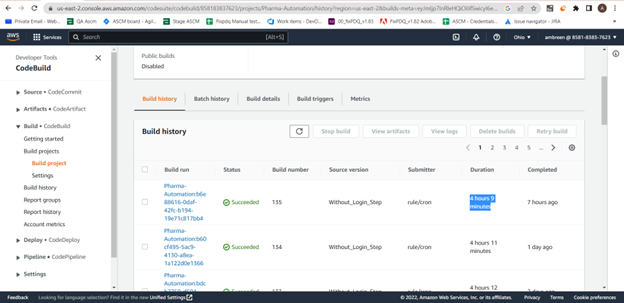 us-east-2.console.aws.amazon.com/codesuite/codebuild/858183837623/projects/Pharma-Automation/history?region=us-east-2&builds-meta=
Private Email - Web
QA Ascm
ASCM board - Agil...
Stage ASCM
Fispdq Manual test...
Work items - DevO...
00_fixPDQ_v1.83
FixPDQ_v1.82 Adobe...
ASCM - Credentials...
Issue navigator - JIRA
aws
Services
Search
[Alt+S]
Ohio
ambreen @ 8581-8383-7623
Developer Tools
CodeBuild
Source • CodeCommit
Artifacts • CodeArtifact
Build • CodeBuild
Getting started
Build projects
Build project
Settings
Build history
Report groups
Report history
Account metrics
Deploy • CodeDeploy
Pipeline • CodePipeline
Settings
Public builds
Disabled
Build history
Batch history
Build details
Build triggers
Metrics
Build history
Stop build
View artifacts
View logs
Delete builds
Retry build
1 2 3 4 5 ...
Build run
Status
Build number
Source version
Submitter
Duration
Completed
Pharma-
Automation:b6e
88616-0daf-
42fc-b194-
19e71c817bb4
Succeeded
135
Without_Login_Step
rule/cron
4 hours 9
minutes
7 hours ago
Pharma-
Automation:b60
cf495-5ac9-
4130-a8ea-
1a122d0e1366
Succeeded
134
Without_Login_Step
rule/cron
4 hours 11
minutes
1 day ago
Pharma-
Automation:bdc
4 hours 12
Feedback
Looking for language selection? Find it in the new Unified Settings
© 2022, Amazon Web Services, Inc. or its affiliates.
Privacy
Terms
Cookie preferences